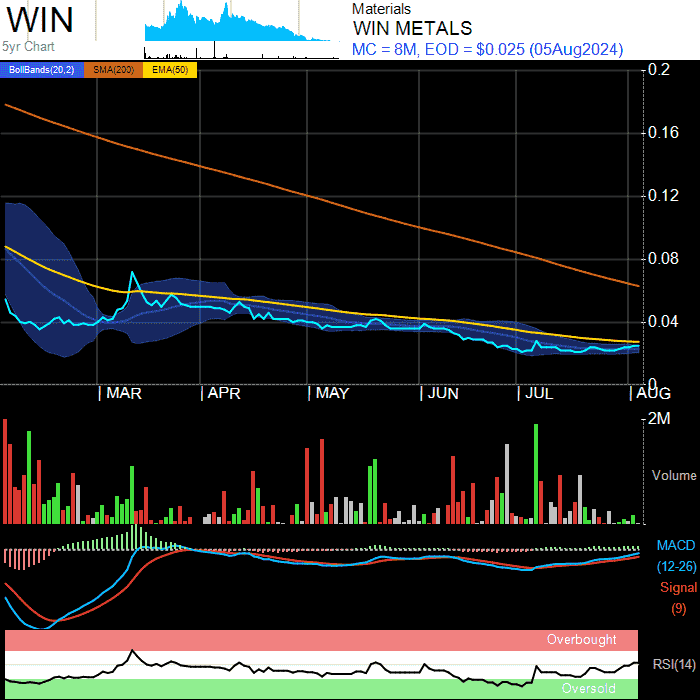 WIN
5yr Chart
Materials
WIN METALS
MC = 8M, EOD = $0.025 (05Aug2024)
BollBands(20,2) SMA(200) EMA(50)
0.2
0.16
0.12
0.08
0.04
0
| MAR | APR | MAY | JUN | JUL | AUG
2M
Volume
MACD
(12-26)
Signal
(9)
Overbought
RSI(14)
Oversold